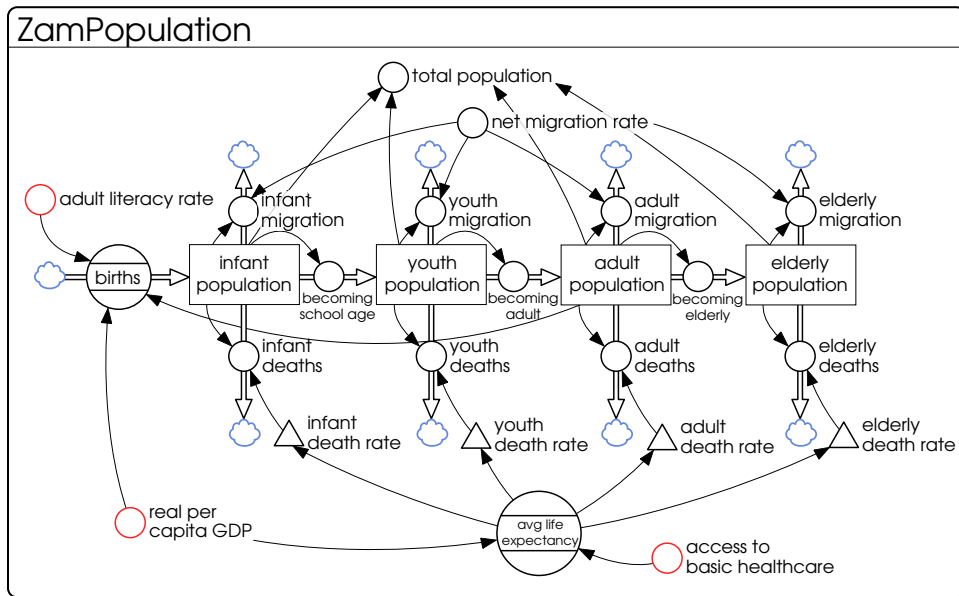 ZamPopulation
total population
net migration rate
adult literacy rate
infant
migration
youth
migration
adult
migration
elderly
migration
births
infant
population
becoming
school age
youth
population
becoming
adult
adult
population
becoming
elderly
elderly
population
infant
deaths
youth
deaths
adult
deaths
elderly
deaths
infant
death rate
youth
death rate
adult
death rate
elderly
death rate
real per
capita GDP
avg life
expectancy
access to
basic healthcare